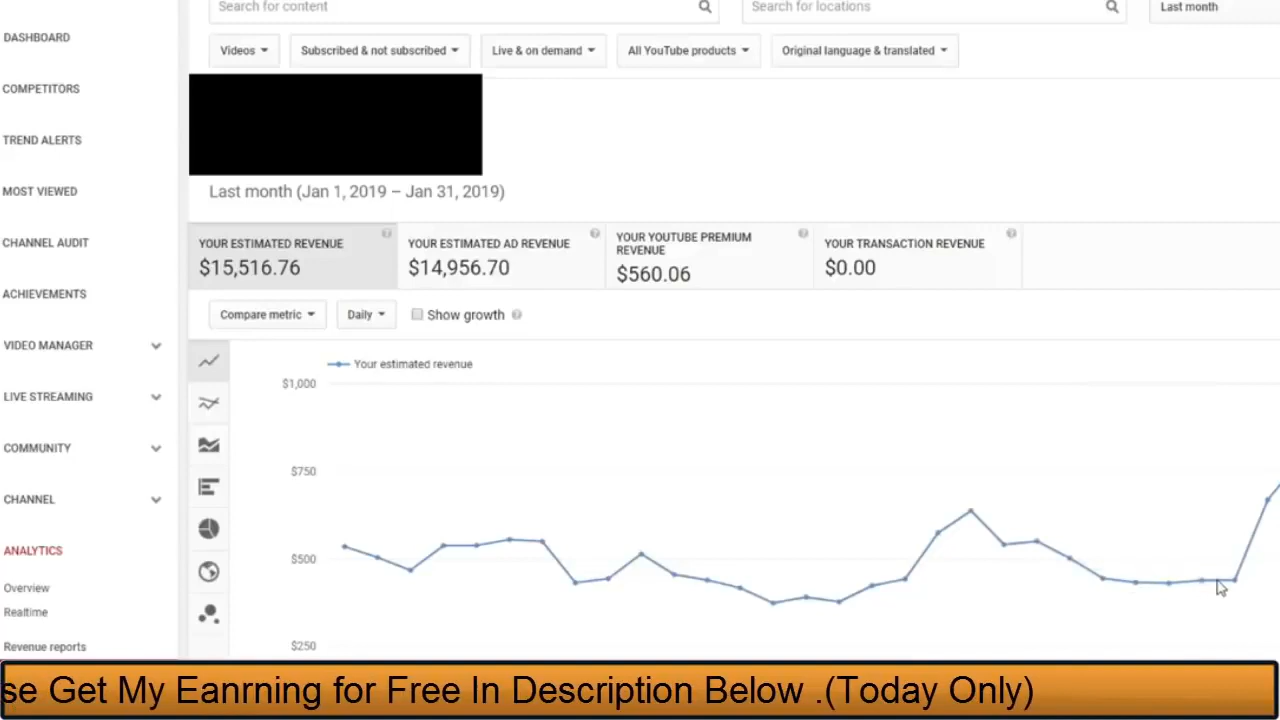 Search for content
Search for locations
Last month
Videos
Subscribed & not subscribed
Live & on demand
All YouTube products
Original language & translated
DASHBOARD
COMPETITORS
TREND ALERTS
MOST VIEWED
CHANNEL AUDIT
ACHIEVEMENTS
VIDEO MANAGER
LIVE STREAMING
COMMUNITY
CHANNEL
ANALYTICS
Overview
Realtime
Revenue reports
Last month (Jan 1, 2019 – Jan 31, 2019)
YOUR ESTIMATED REVENUE
$15,516.76
YOUR ESTIMATED AD REVENUE
$14,956.70
YOUR YOUTUBE PREMIUM
REVENUE
$560.06
YOUR TRANSACTION REVENUE
$0.00
Compare metric
Daily
Show growth
Your estimated revenue
$1,000
$750
$500
$250
se Get My Eanrning for Free In Description Below .(Today Only)